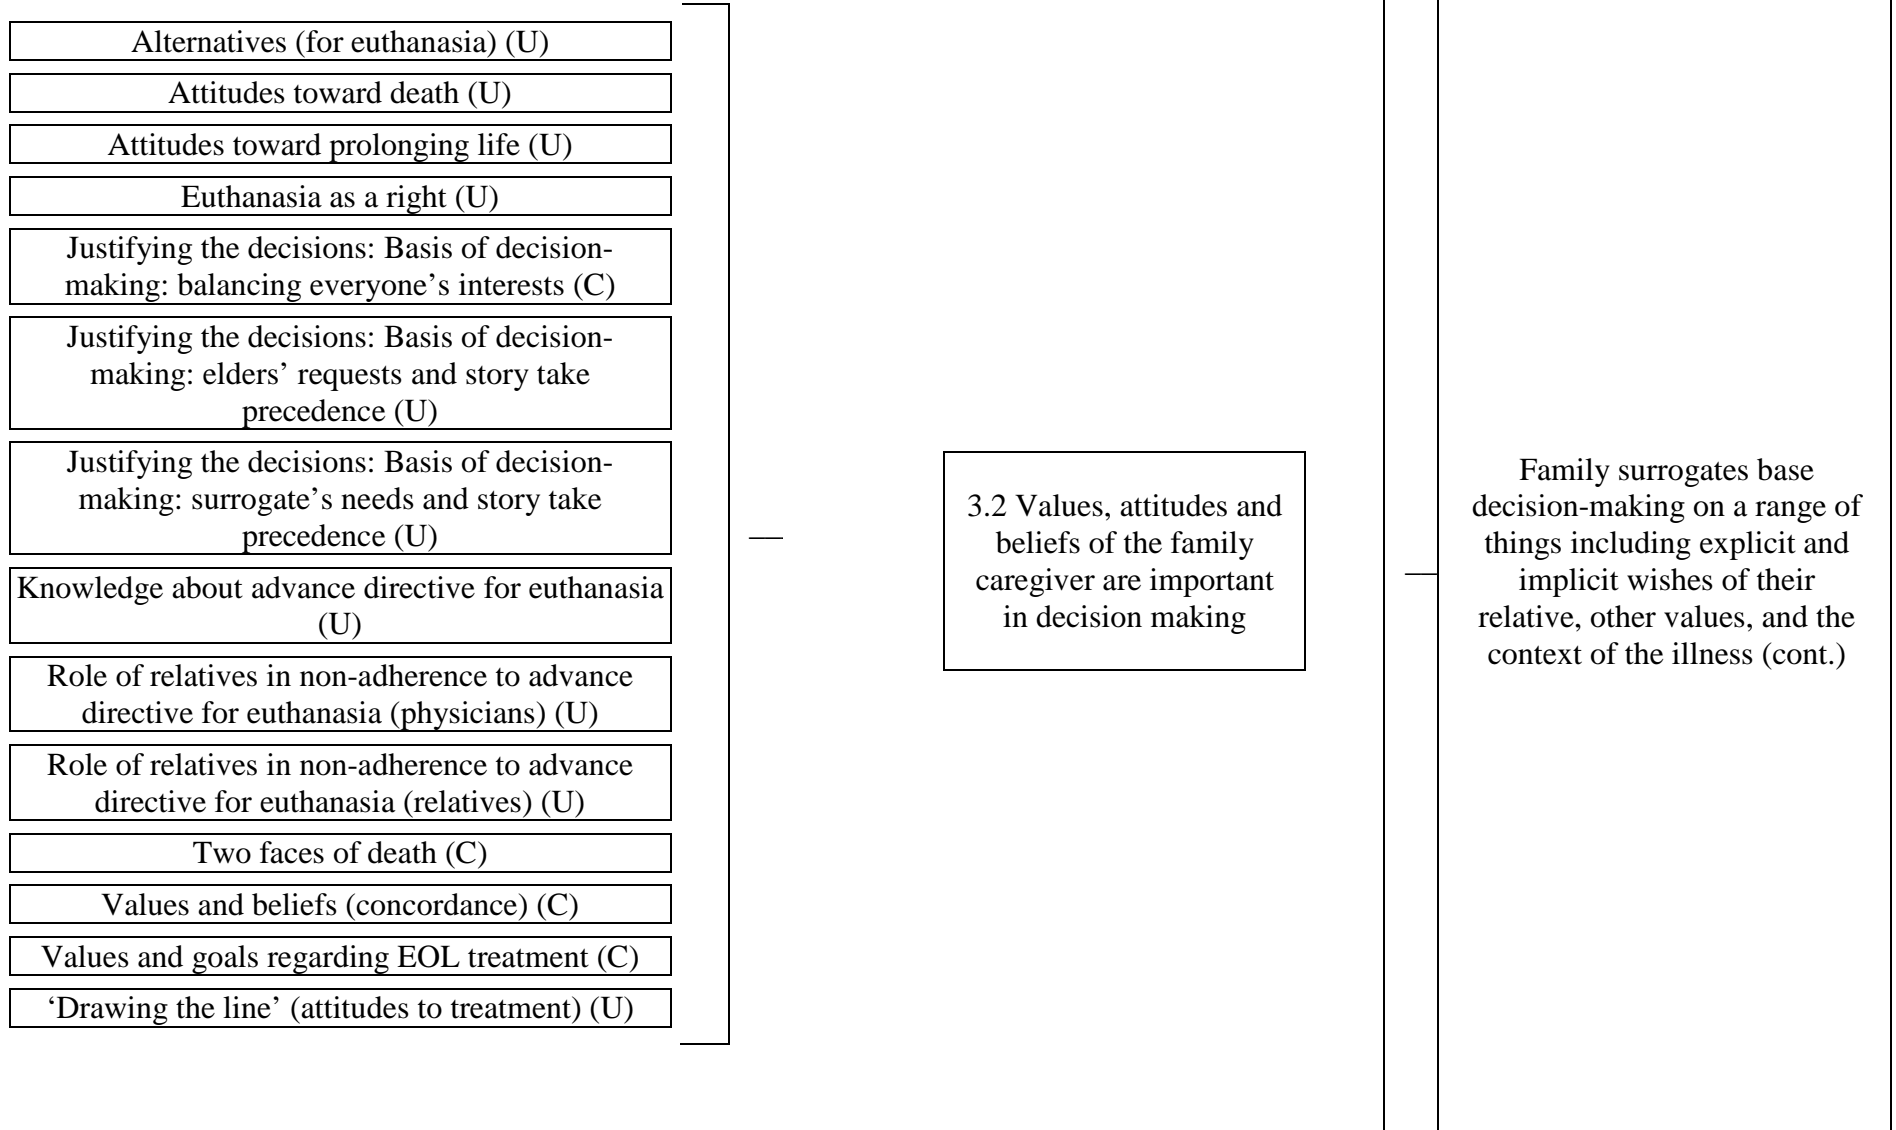 Alternatives (for euthanasia) (U)
Attitudes toward death (U)
Attitudes toward prolonging life (U)
Euthanasia as a right (U)
Justifying the decisions: Basis of decision-
making: balancing everyone’s interests (C)
Justifying the decisions: Basis of decision-
making: elders’ requests and story take
precedence (U)
Justifying the decisions: Basis of decision-
making: surrogate’s needs and story take
precedence (U)
Knowledge about advance directive for euthanasia
(U)
Role of relatives in non-adherence to advance
directive for euthanasia (physicians) (U)
Role of relatives in non-adherence to advance
directive for euthanasia (relatives) (U)
Two faces of death (C)
Values and beliefs (concordance) (C)
Values and goals regarding EOL treatment (C)
‘Drawing the line’ (attitudes to treatment) (U)
3.2 Values, attitudes and
beliefs of the family
caregiver are important
in decision making
Family surrogates base
decision-making on a range of
things including explicit and
implicit wishes of their
relative, other values, and the
context of the illness (cont.)